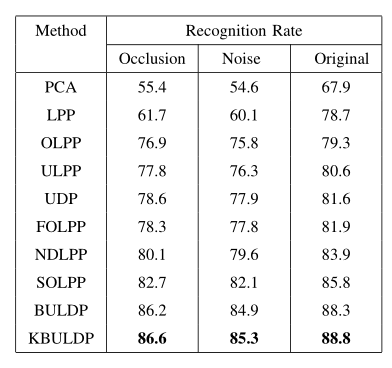 Method Recognition Rate
Occlusion Noise Original
PCA 55.4 54.6 67.9
LPP 61.7 60.1 78.7
OLPP 76.9 75.8 79.3
ULPP 77.8 76.3 80.6
UDP 78.6 77.9 81.6
FOLPP 78.3 77.8 81.9
NDLPP 80.1 79.6 83.9
SOLPP 82.7 82.1 85.8
BULDP 86.2 84.9 88.3
KBULDP 86.6 85.3 88.8